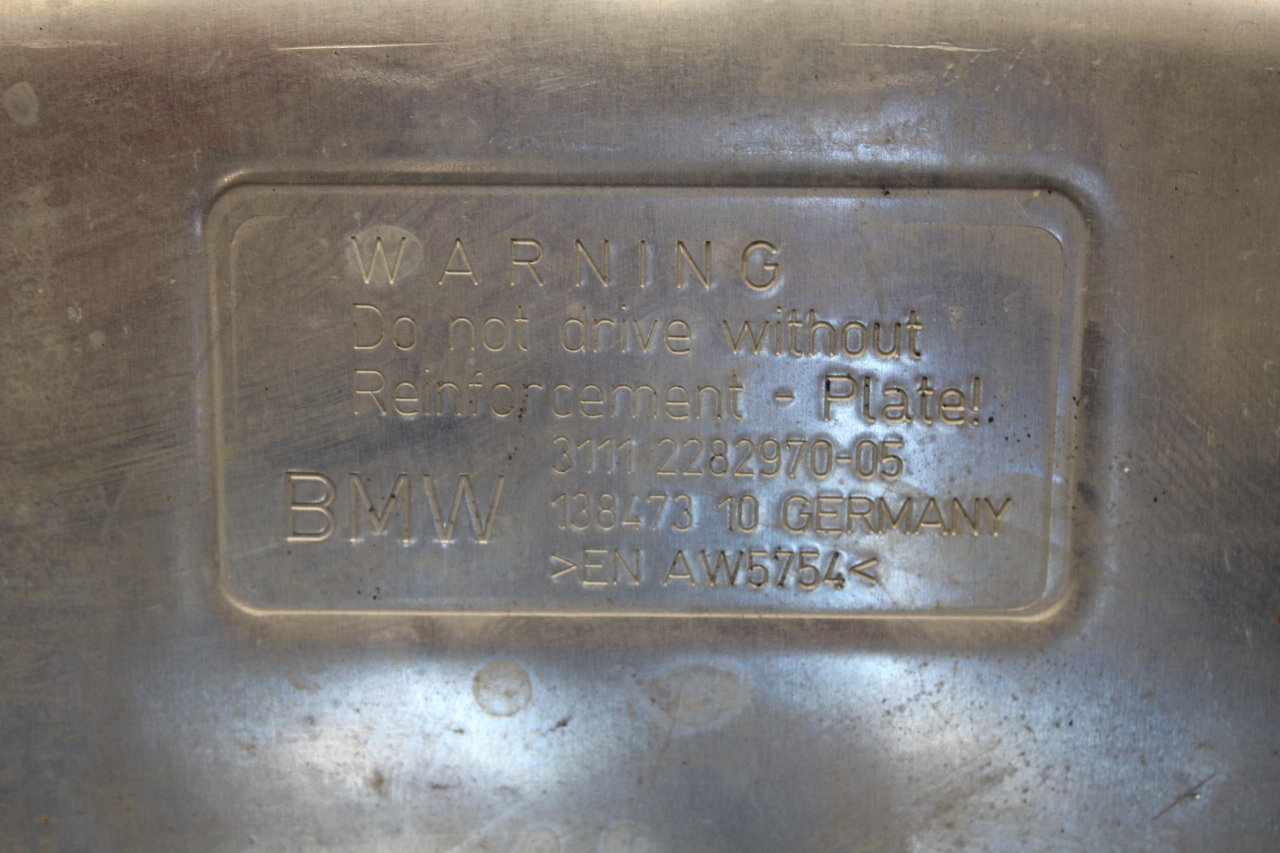 WARNING
Do not drive without
Reinforcement - Plate!
3111 2282970-05
BMW 138473 10 GERMANY
>EN AW5754<